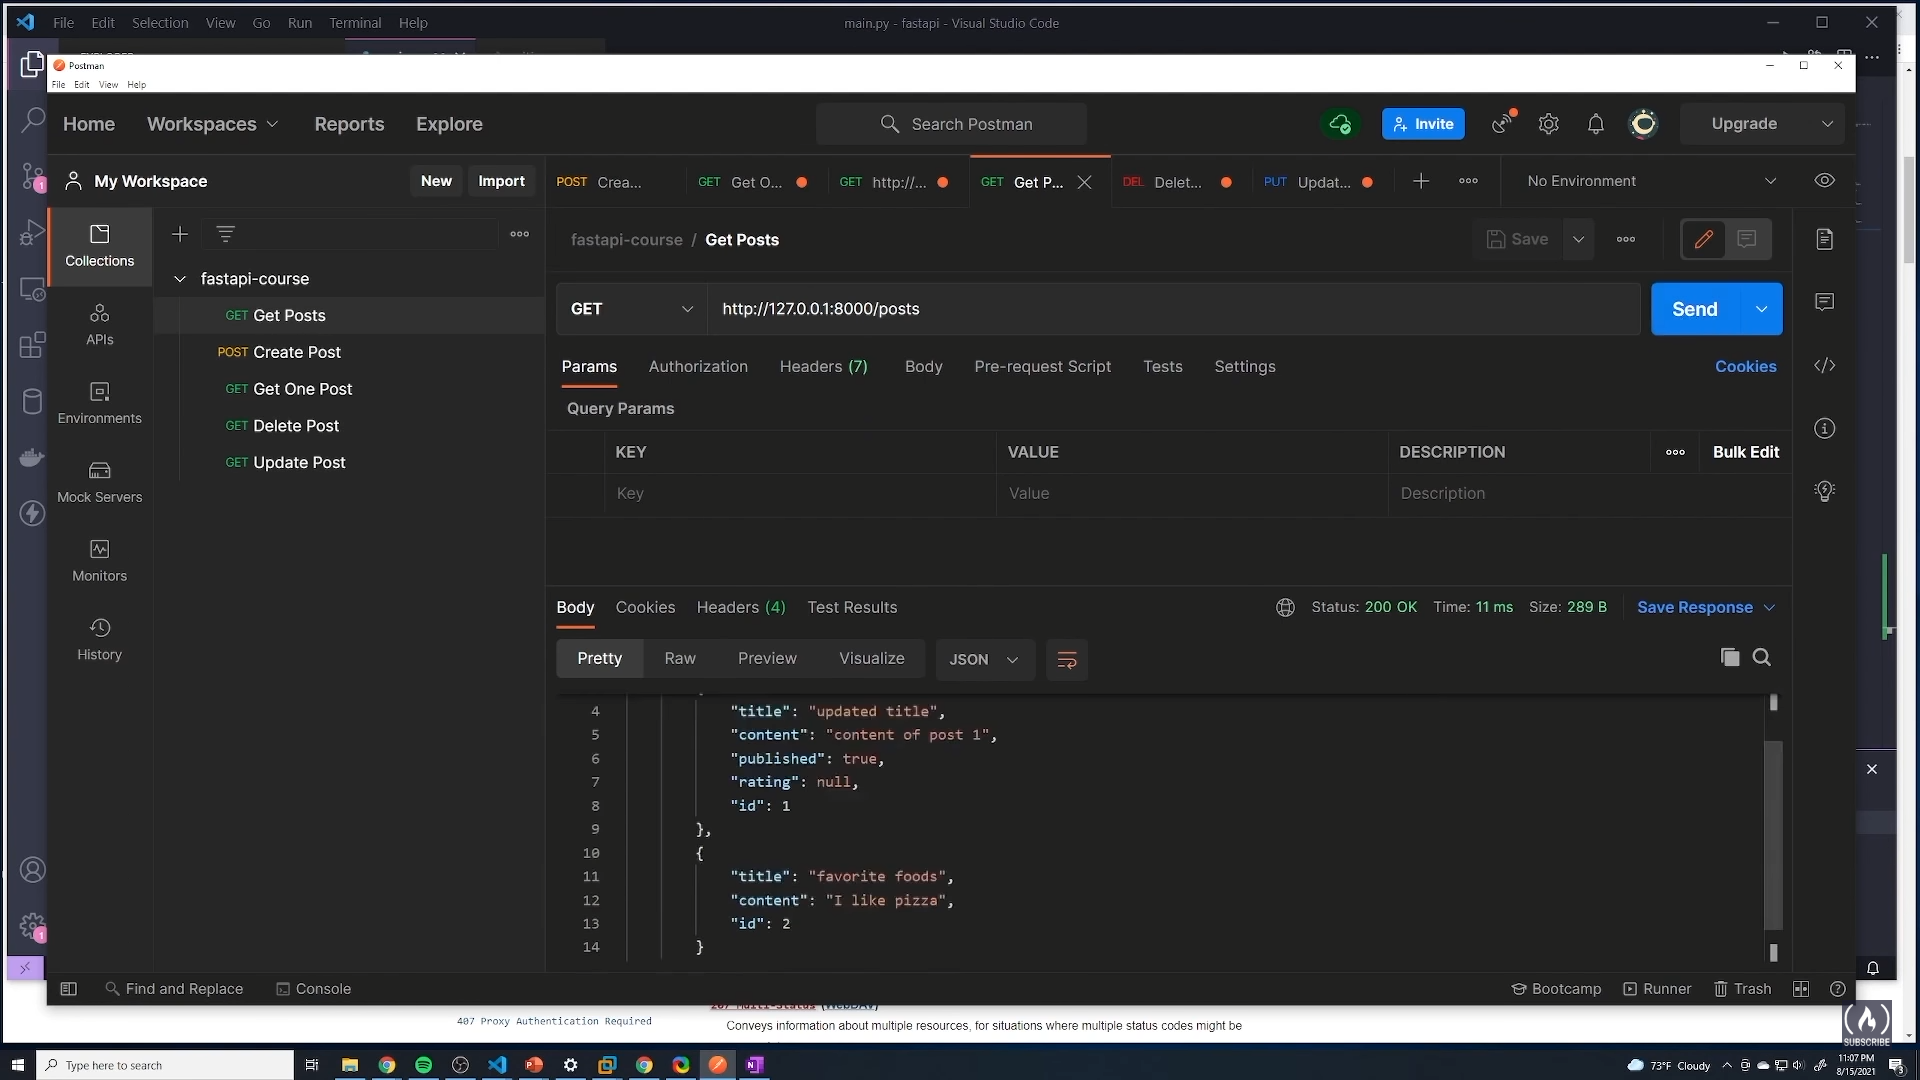 File Edit Selection View Go Run Terminal Help
main.py - fastapi - Visual Studio Code
Postman
File Edit View Help
Home Workspaces Reports Explore
Search Postman
Invite
Upgrade
My Workspace
New Import
POST Crea...
GET Get O...
GET http://...
GET Get P...
DEL Delet...
PUT Updat...
No Environment
Collections
APIs
Environments
Mock Servers
Monitors
History
fastapi-course
GET Get Posts
POST Create Post
GET Get One Post
GET Delete Post
GET Update Post
fastapi-course / Get Posts
Save
GET http://127.0.0.1:8000/posts
Send
Params Authorization Headers (7) Body Pre-request Script Tests Settings
Cookies
Query Params
KEY VALUE DESCRIPTION
Bulk Edit
Key Value Description
Body Cookies Headers (4) Test Results
Status: 200 OK Time: 11 ms Size: 289 B
Save Response
Pretty Raw Preview Visualize JSON
4 "title": "updated title",
5 "content": "content of post 1",
6 "published": true,
7 "rating": null,
8 "id": 1
9 },
10 {
11 "title": "favorite foods",
12 "content": "I like pizza",
13 "id": 2
14 }
Find and Replace Console
Bootcamp Runner Trash
407 Proxy Authentication Required
207 Multi-Status (WebDAV)
Conveys information about multiple resources, for situations where multiple status codes might be
SUBSCRIBE
Type here to search
73°F Cloudy
11:07 PM
8/15/2021